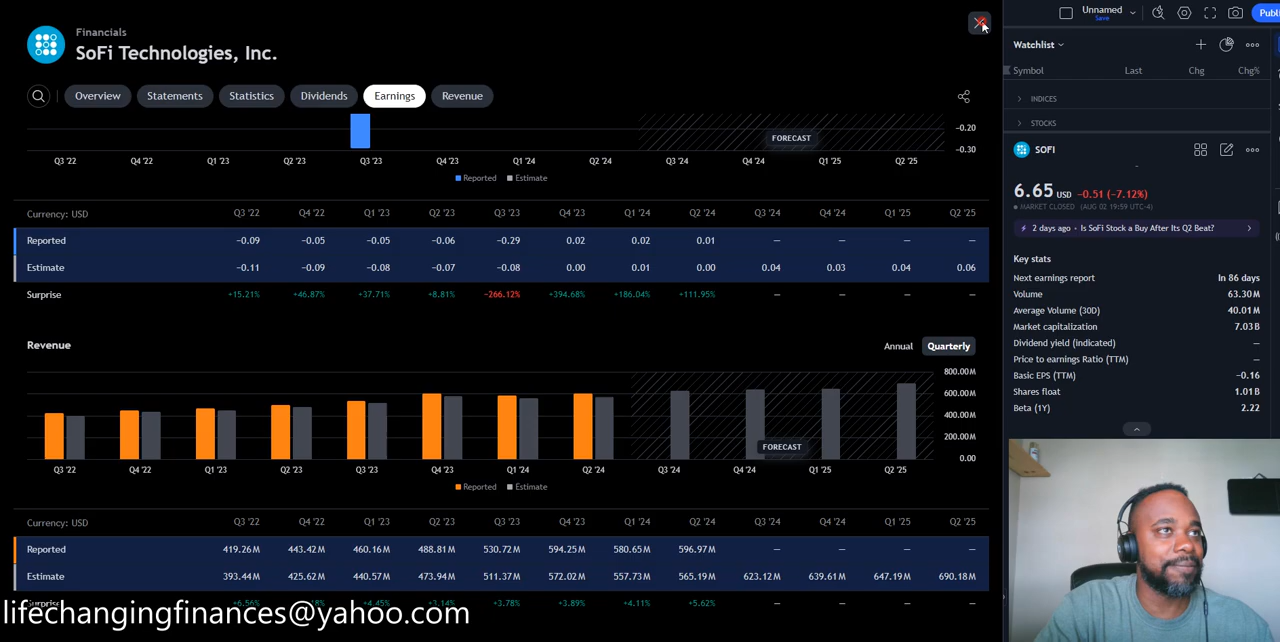 Financials
SoFi Technologies, Inc.
Overview Statements Statistics Dividends Earnings Revenue
-0.20
FORECAST
-0.30
Q3 '22 Q4 '22 Q1 '23 Q2 '23 Q3 '23 Q4 '23 Q1 '24 Q2 '24 Q3 '24 Q4 '24 Q1 '25 Q2 '25
Reported Estimate
Currency: USD Q3 '22 Q4 '22 Q1 '23 Q2 '23 Q3 '23 Q4 '23 Q1 '24 Q2 '24 Q3 '24 Q4 '24 Q1 '25 Q2 '25
Reported −0.09 −0.05 −0.05 −0.06 −0.29 0.02 0.02 0.01 — — — —
Estimate −0.11 −0.09 −0.08 −0.07 −0.08 0.00 0.01 0.00 0.04 0.03 0.04 0.06
Surprise +15.21% +46.87% +37.71% +8.81% −266.12% +394.68% +186.04% +111.95% — — — —
Revenue Annual Quarterly
800.00M
600.00M
400.00M
200.00M
FORECAST
0.00
Q3 '22 Q4 '22 Q1 '23 Q2 '23 Q3 '23 Q4 '23 Q1 '24 Q2 '24 Q3 '24 Q4 '24 Q1 '25 Q2 '25
Reported Estimate
Currency: USD Q3 '22 Q4 '22 Q1 '23 Q2 '23 Q3 '23 Q4 '23 Q1 '24 Q2 '24 Q3 '24 Q4 '24 Q1 '25 Q2 '25
Reported 419.26M 443.42M 460.16M 488.81M 530.72M 594.25M 580.65M 596.97M — — — —
Estimate 393.44M 425.62M 440.57M 473.94M 511.37M 572.02M 557.73M 565.19M 623.12M 639.61M 647.19M 690.18M
+6.56% +4.45% +3.14% +3.78% +3.89% +4.11% +5.62% — — — —
lifechangingfinances@yahoo.com
Unnamed
Save
Publ
Watchlist
Symbol Last Chg Chg%
INDICES
STOCKS
SOFI
6.65 USD −0.51 (−7.12%)
MARKET CLOSED (AUG 02 19:59 UTC-4)
2 days ago • Is SoFi Stock a Buy After Its Q2 Beat?
Key stats
Next earnings report In 86 days
Volume 63.30M
Average Volume (30D) 40.01M
Market capitalization 7.03B
Dividend yield (indicated) —
Price to earnings Ratio (TTM) —
Basic EPS (TTM) −0.16
Shares float 1.01B
Beta (1Y) 2.22